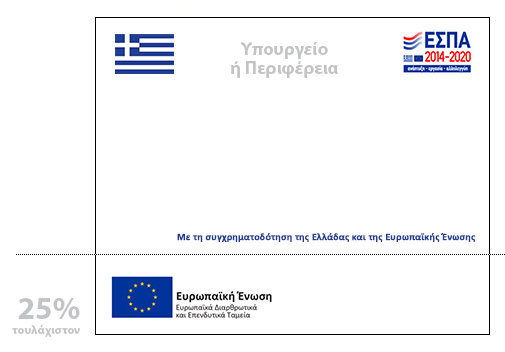 Υπουργείο
ή Περιφέρεια
ΕΣΠΑ
2014-2020
ανάπτυξη - εργασία - αλληλεγγύη
Με τη συγχρηματοδότηση της Ελλάδας και της Ευρωπαϊκής Ένωσης
25%
τουλάχιστον
Ευρωπαϊκή Ένωση
Ευρωπαϊκά Διαρθρωτικά
και Επενδυτικά Ταμεία